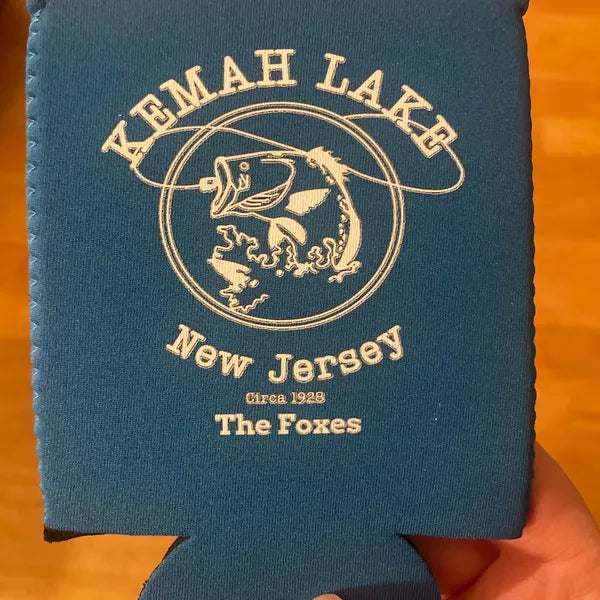 KEMAH LAKE
New Jersey
Circa 1928
The Foxes